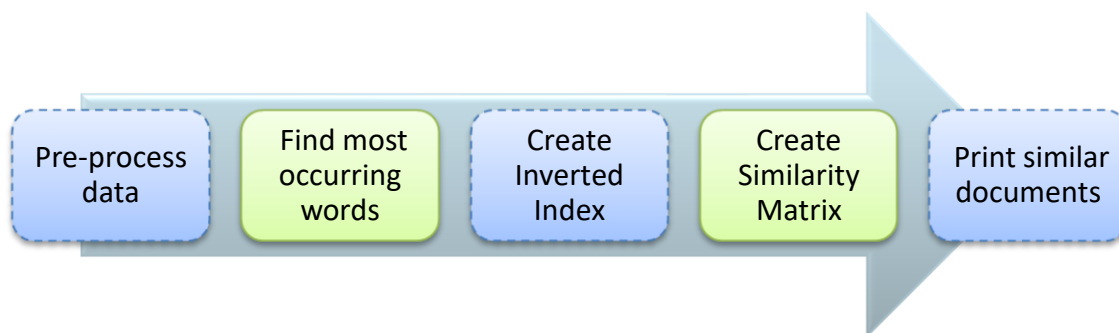 Pre-process
data
Find most
occurring
words
Create
Inverted
Index
Create
Similarity
Matrix
Print similar
documents